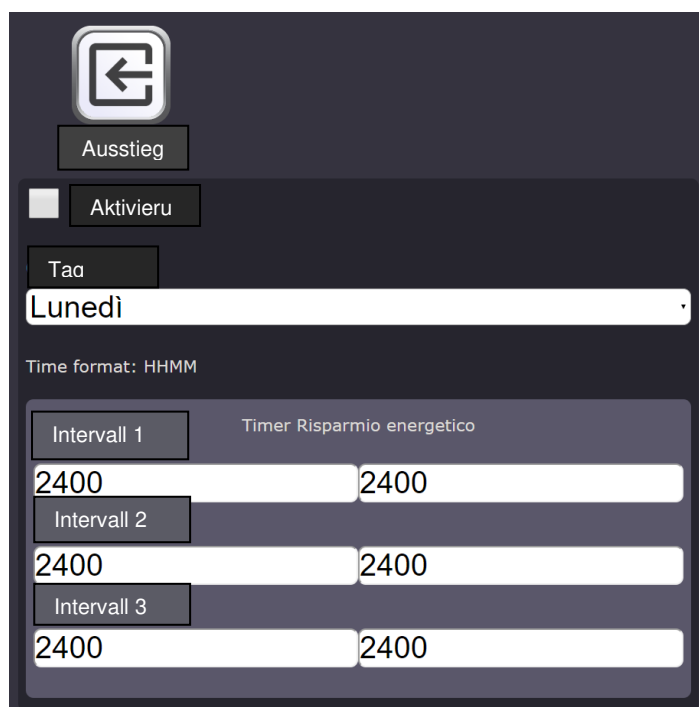 Ausstieg
Aktivieru
Tag
Lunedì
Time format: HHMM
Intervall 1 Timer Risparmio energetico
2400 2400
Intervall 2
2400 2400
Intervall 3
2400 2400